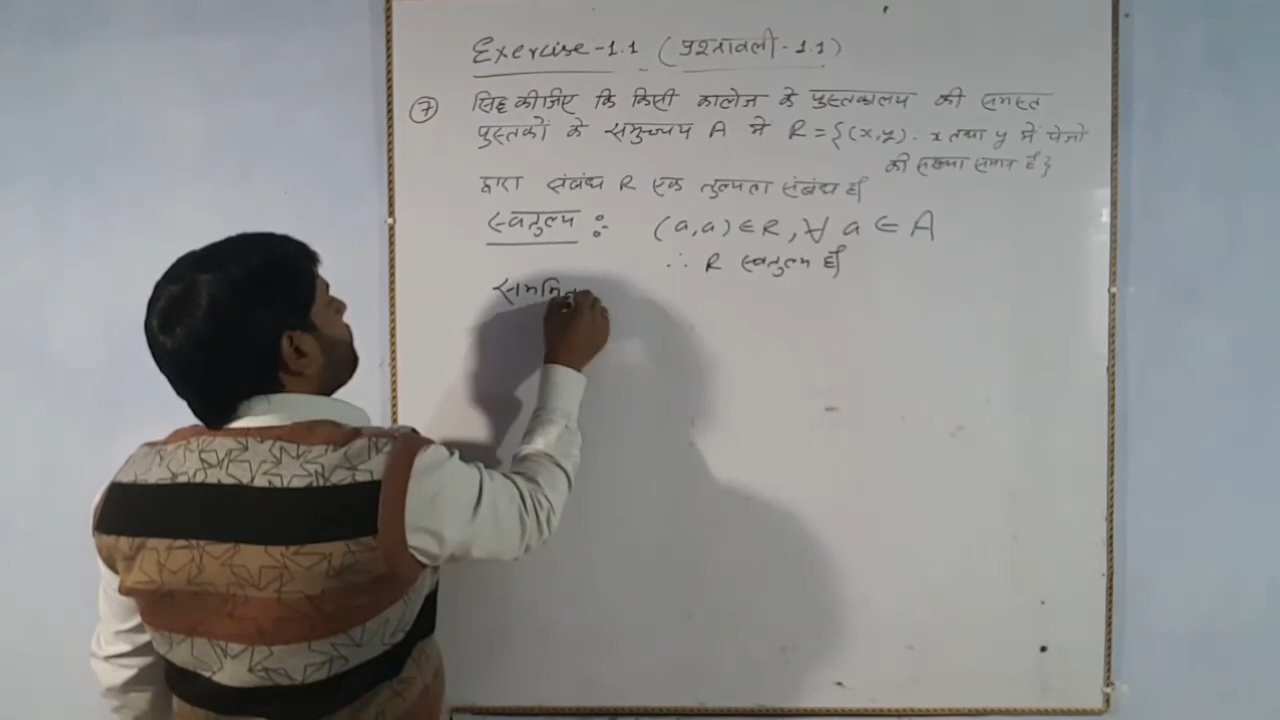 Exercise-1.1 (प्रश्नावली-1.1)
⑦ सिद्ध कीजिए कि किसी कालेज के पुस्तकालय की समस्त
पुस्तकों के समुच्चय A में R = {(x,y): x तथा y में पेजों
की संख्या समान है}
द्वारा संबंध R एक तुल्यता संबंध है।
स्वतुल्य :- (a,a) ∈ R, ∀ a ∈ A
∴ R स्वतुल्य है।
सममित